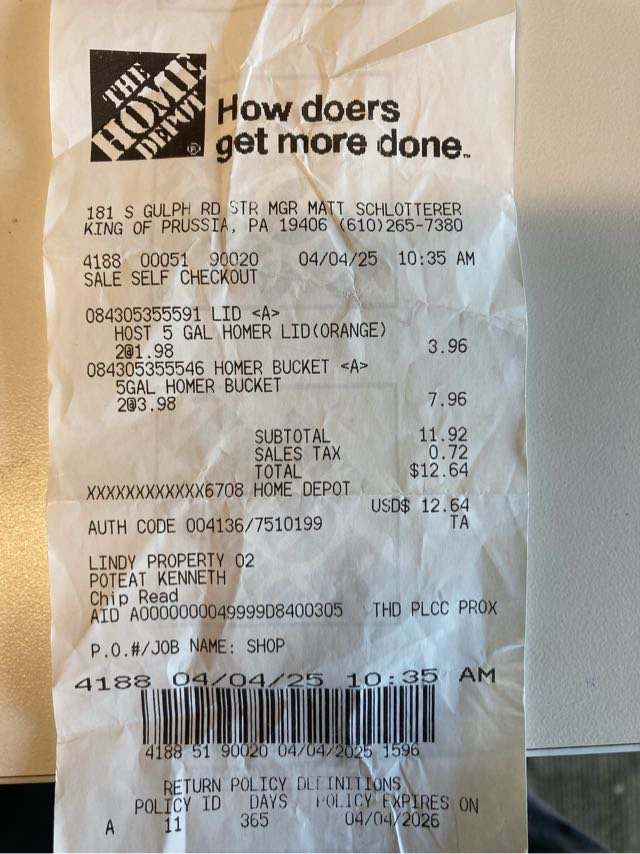 THE
HOME
DEPOT
How doers
get more done.™
181 S GULPH RD STR MGR MATT SCHLOTTERER
KING OF PRUSSIA, PA 19406 (610)265-7380
4188 00051 90020 04/04/25 10:35 AM
SALE SELF CHECKOUT
084305355591 LID <A>
HOST 5 GAL HOMER LID(ORANGE)
2@1.98 3.96
084305355546 HOMER BUCKET <A>
5GAL HOMER BUCKET
2@3.98 7.96
SUBTOTAL 11.92
SALES TAX 0.72
TOTAL $12.64
XXXXXXXXXXXX6708 HOME DEPOT
USD$ 12.64
AUTH CODE 004136/7510199 TA
LINDY PROPERTY 02
POTEAT KENNETH
Chip Read
AID A0000000049999D8400305 THD PLCC PROX
P.O.#/JOB NAME: SHOP
4188 04/04/25 10:35 AM
4188 51 90020 04/04/2025 1596
RETURN POLICY DEFINITIONS
POLICY ID DAYS POLICY EXPIRES ON
A 11 365 04/04/2026